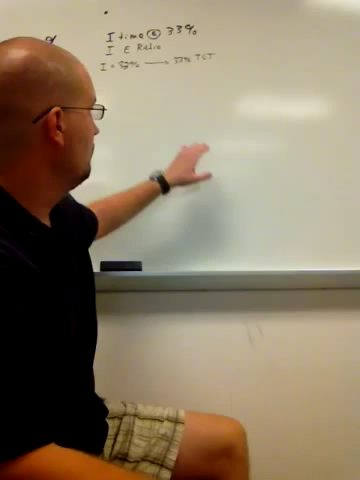 %
I time @ 33%
I E Ratio
I = 33% → 33% TCT